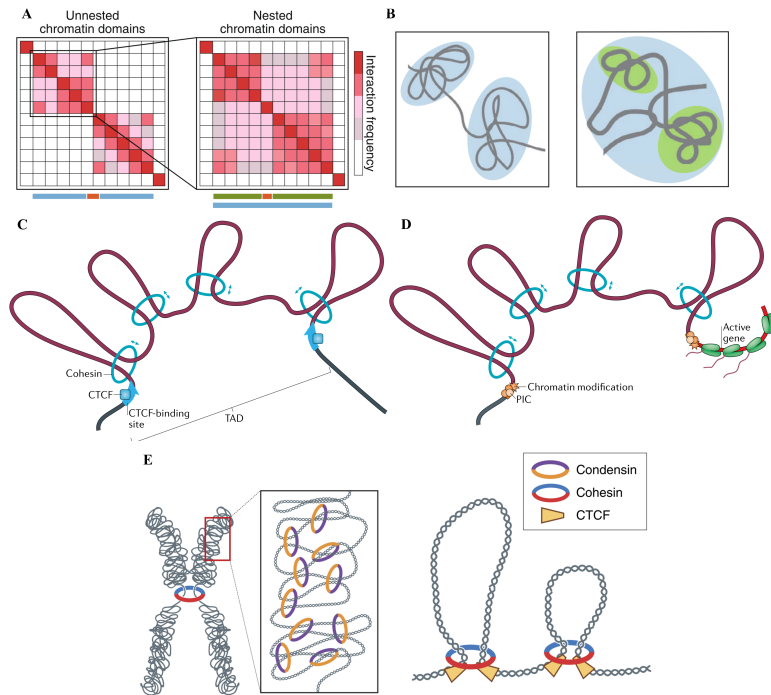 A
Unnested
chromatin domains
Nested
chromatin domains
Interaction frequency
B
C
Cohesin
CTCF
CTCF-binding
site
TAD
D
Active
gene
Chromatin modification
PIC
E
Condensin
Cohesin
CTCF